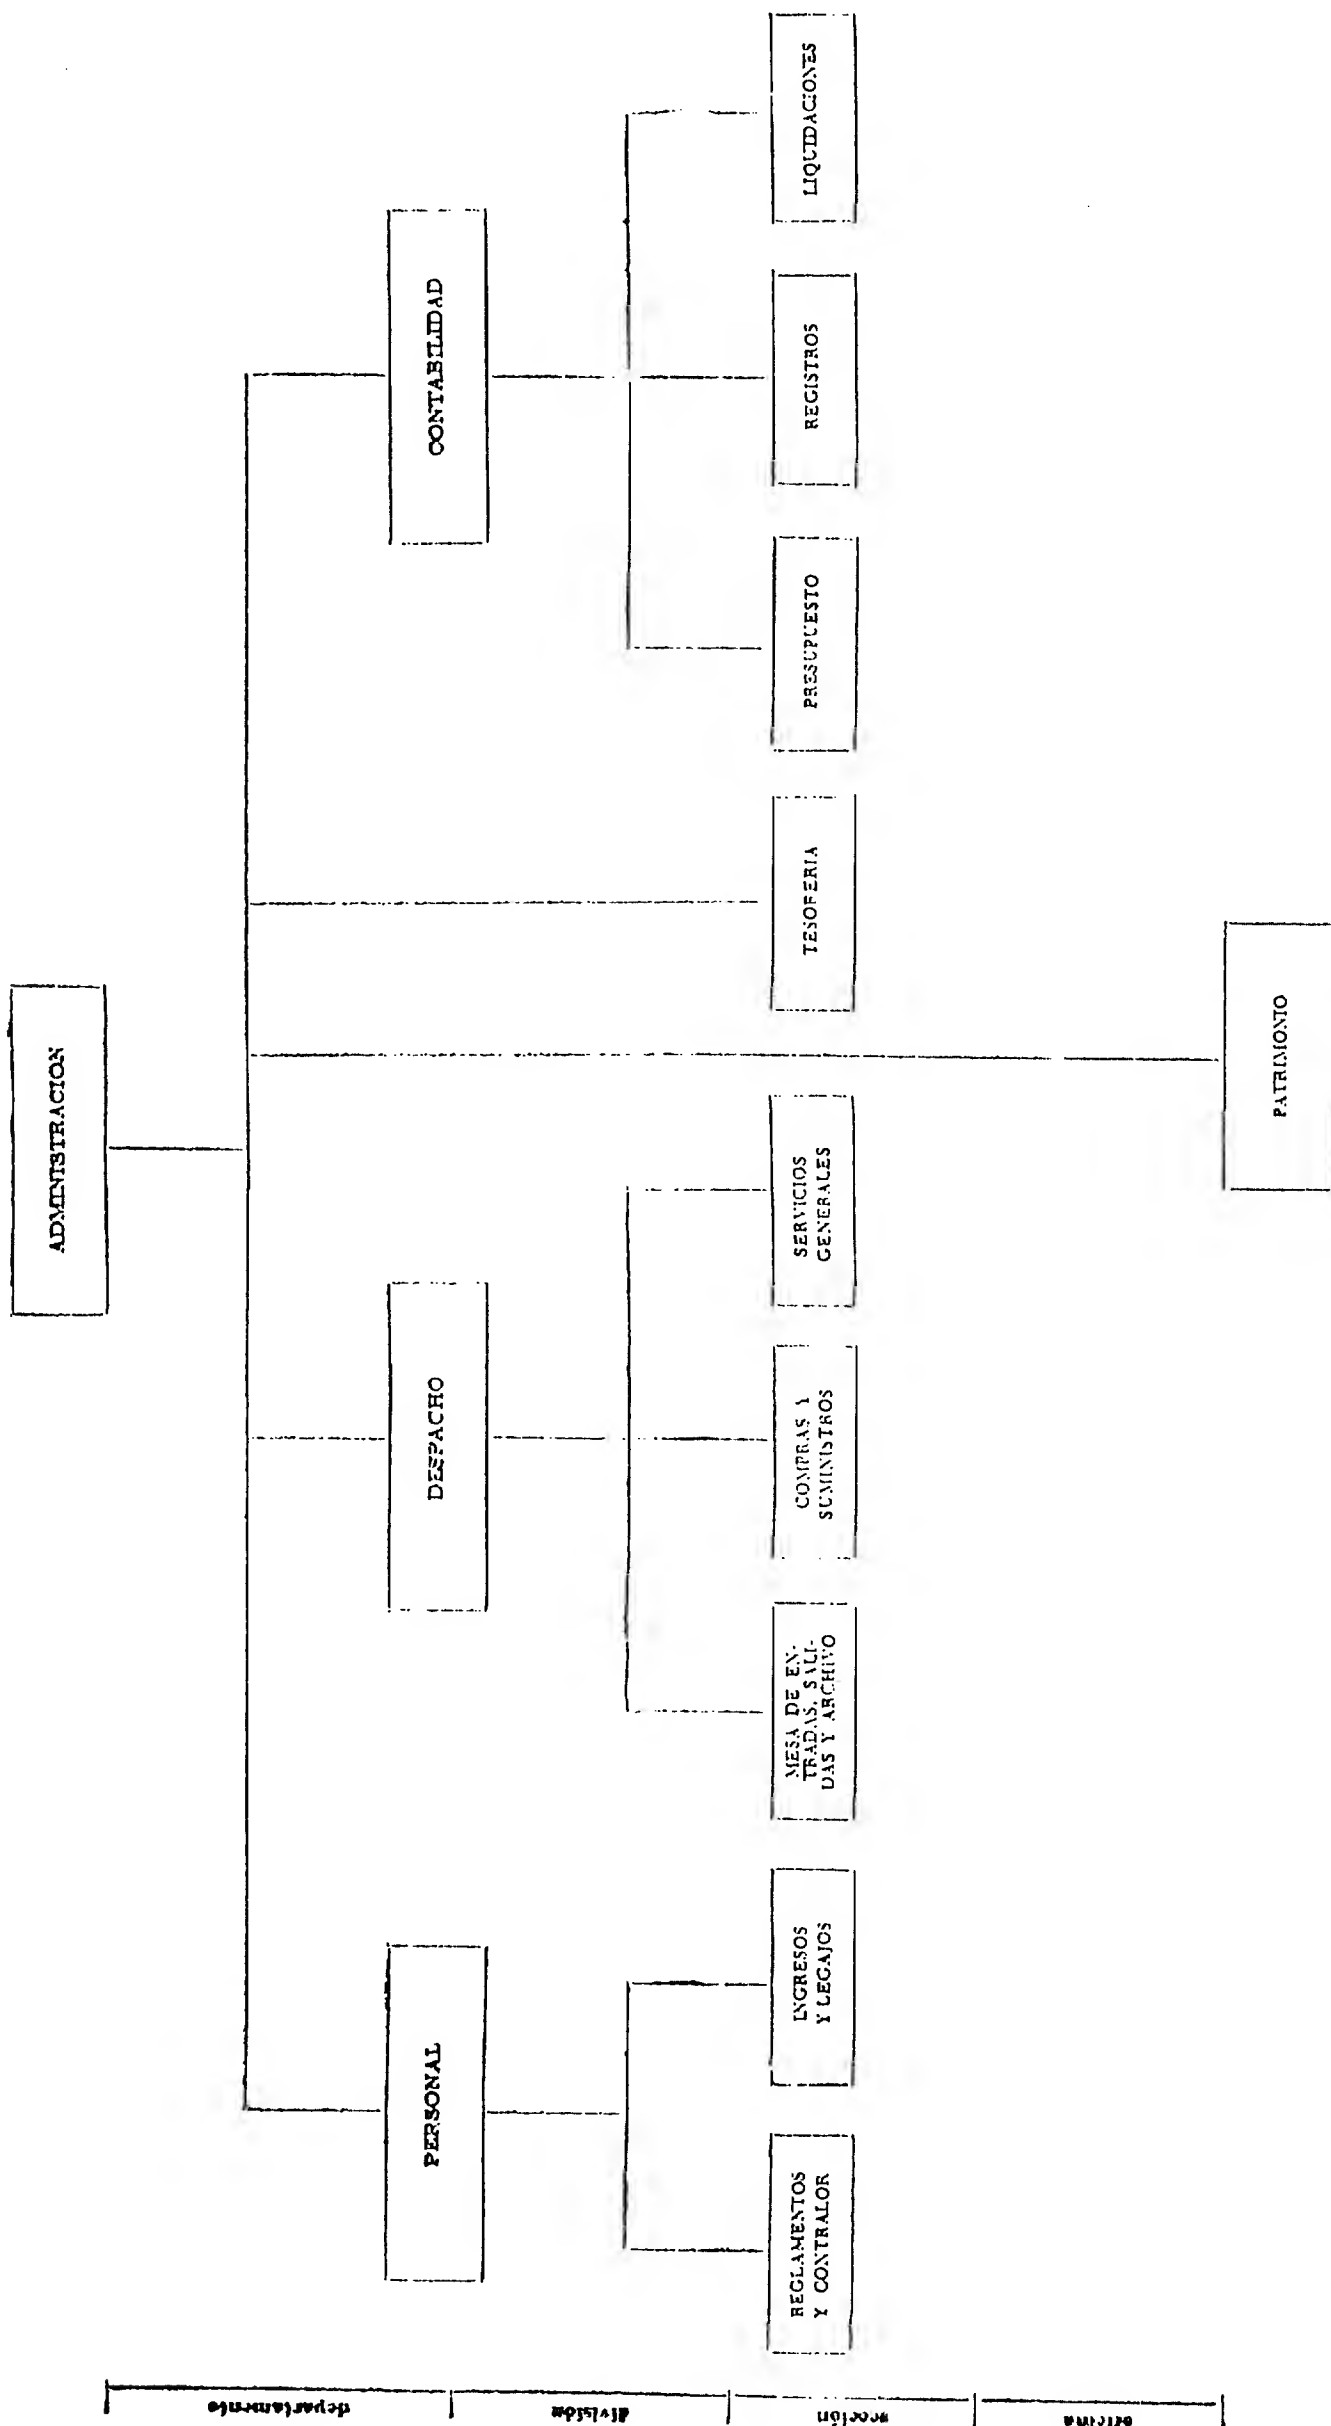 ADMINISTRACION
PERSONAL
DESPACHO
CONTABILIDAD
REGLAMENTOS
Y CONTRALOR
INGRESOS
Y LEGAJOS
MESA DE EN-
TRADAS, SALI-
DAS Y ARCHIVO
COMPRAS Y
SUMINISTROS
SERVICIOS
GENERALES
TESORERIA
PRESUPUESTO
REGISTROS
LIQUIDACIONES
PATRIMONIO
departamento
división
sección
oficina